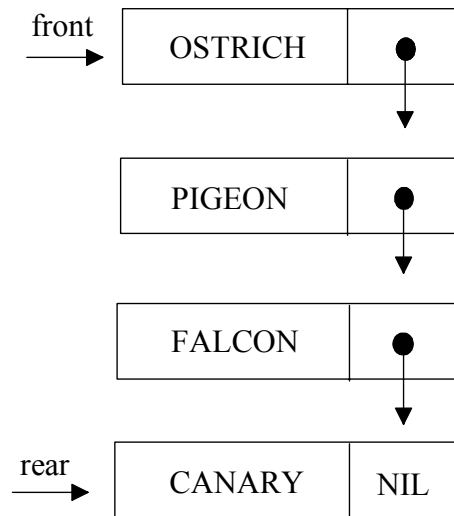 front
OSTRICH
PIGEON
FALCON
rear
CANARY NIL